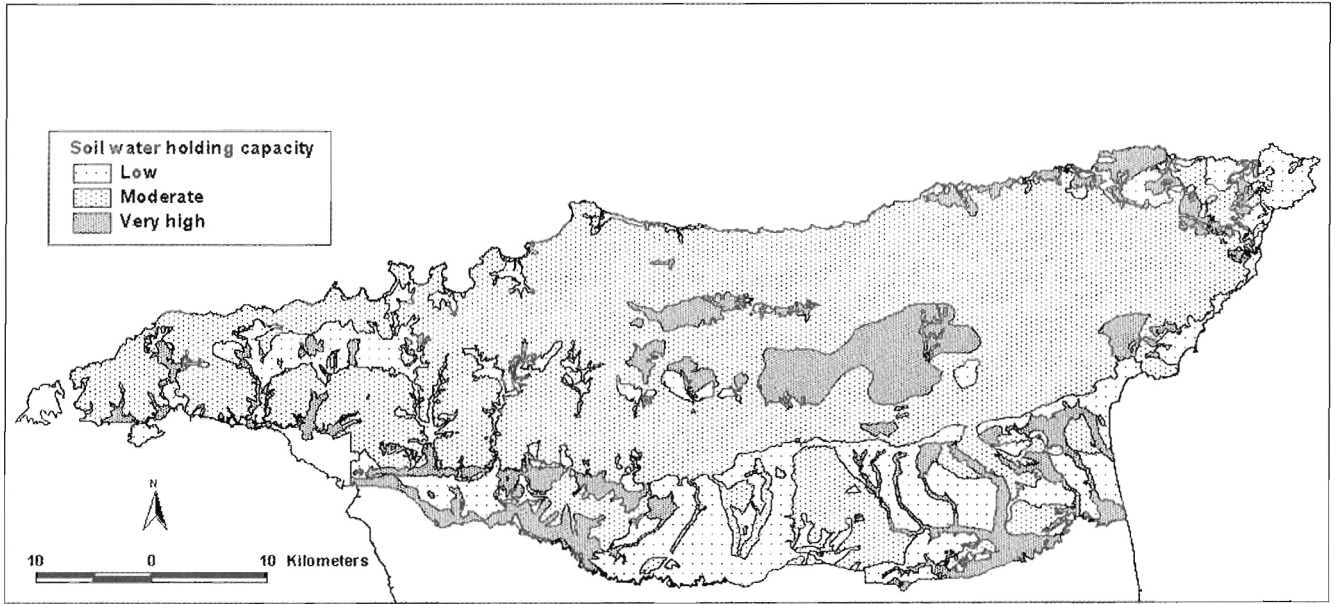 Soil water holding capacity
Low
Moderate
Very high
N
10 0 10 Kilometers